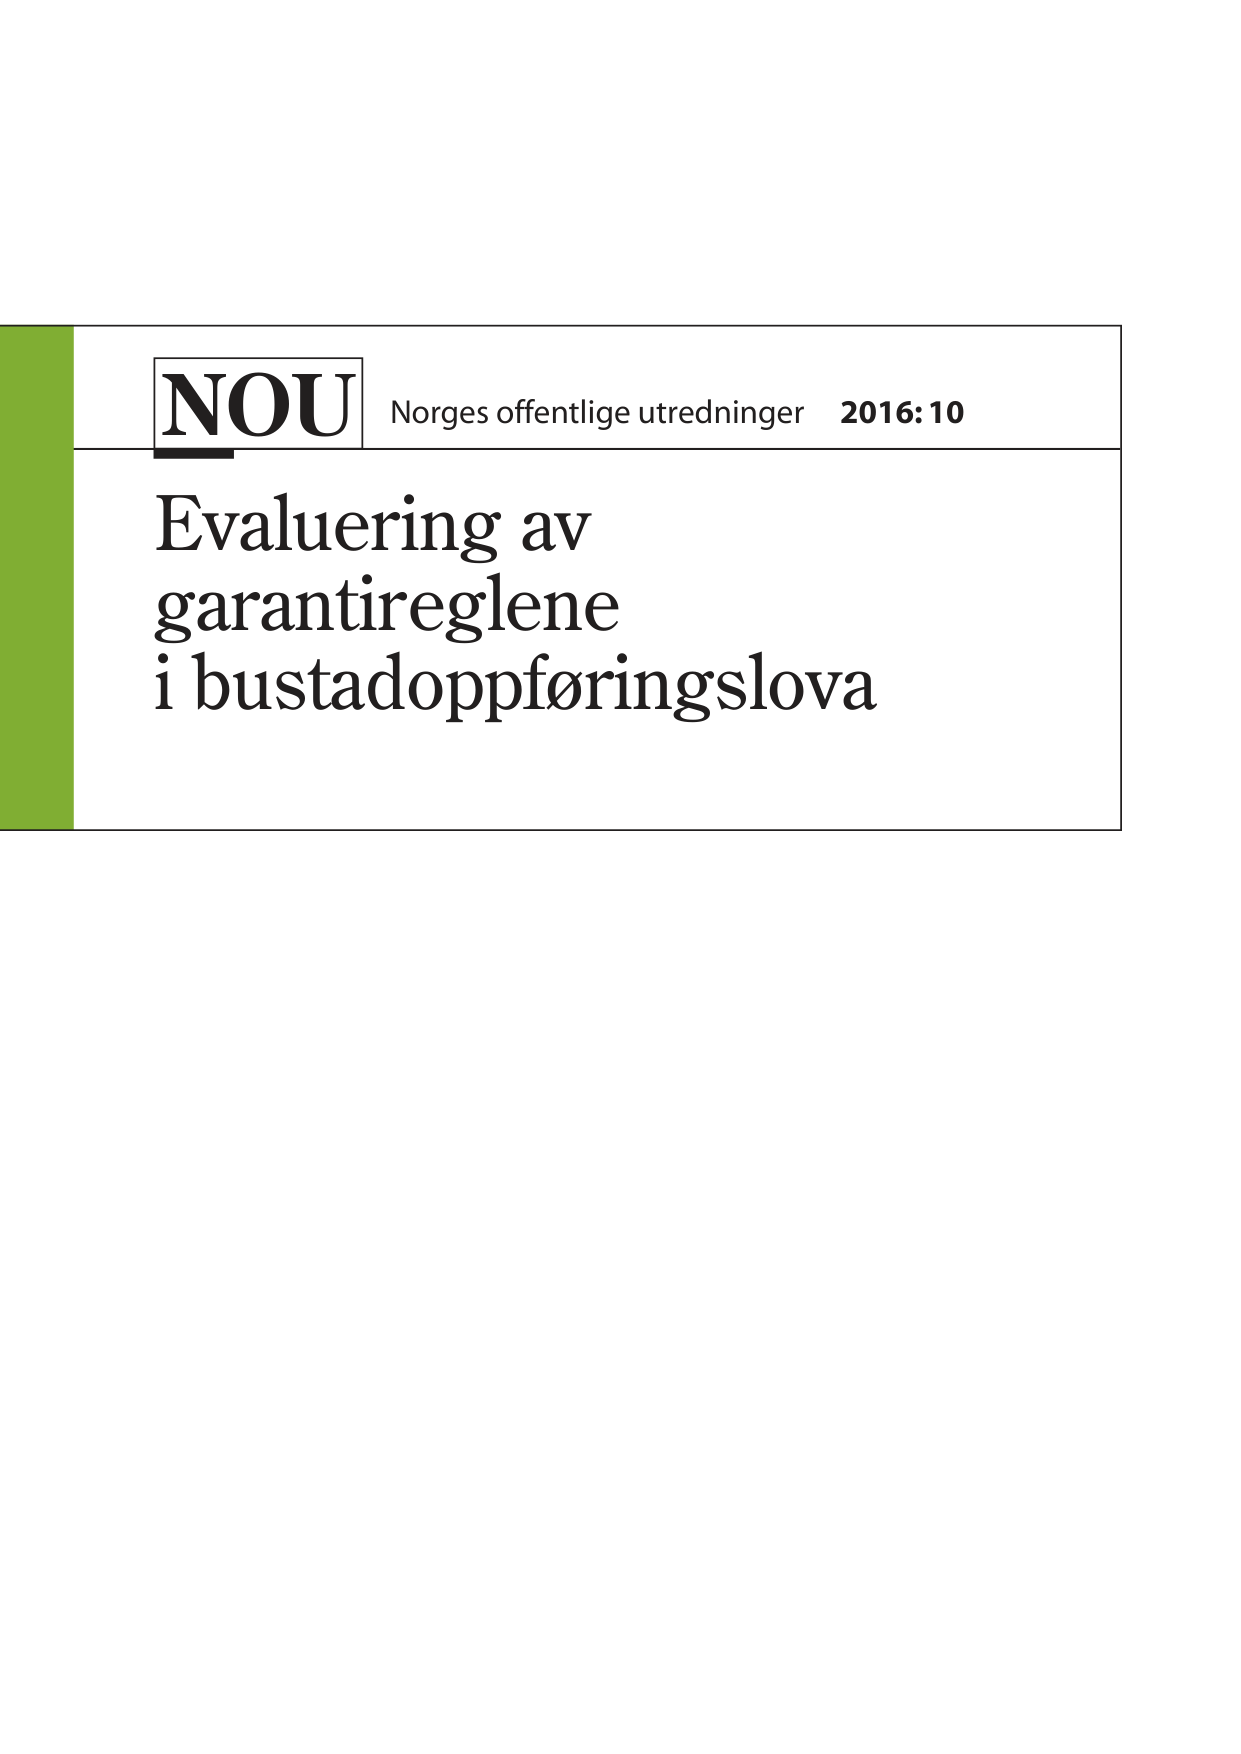 NOU Norges offentlige utredninger 2016: 10
Evaluering av
garantireglene
i bustadoppføringslova